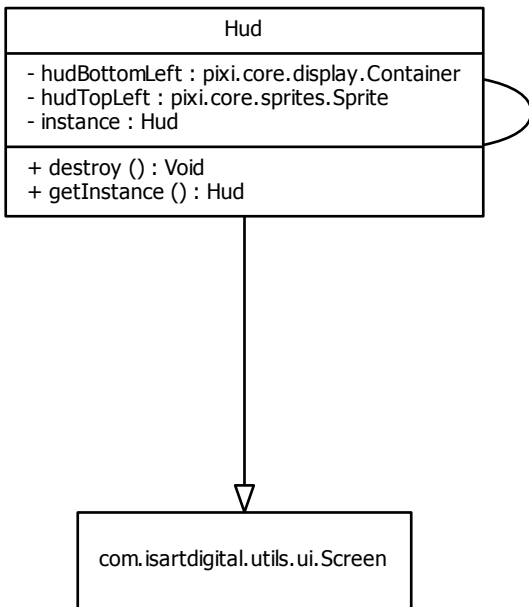 Hud
- hudBottomLeft : pixi.core.display.Container
- hudTopLeft : pixi.core.sprites.Sprite
- instance : Hud
+ destroy () : Void
+ getInstance () : Hud
com.isartdigital.utils.ui.Screen